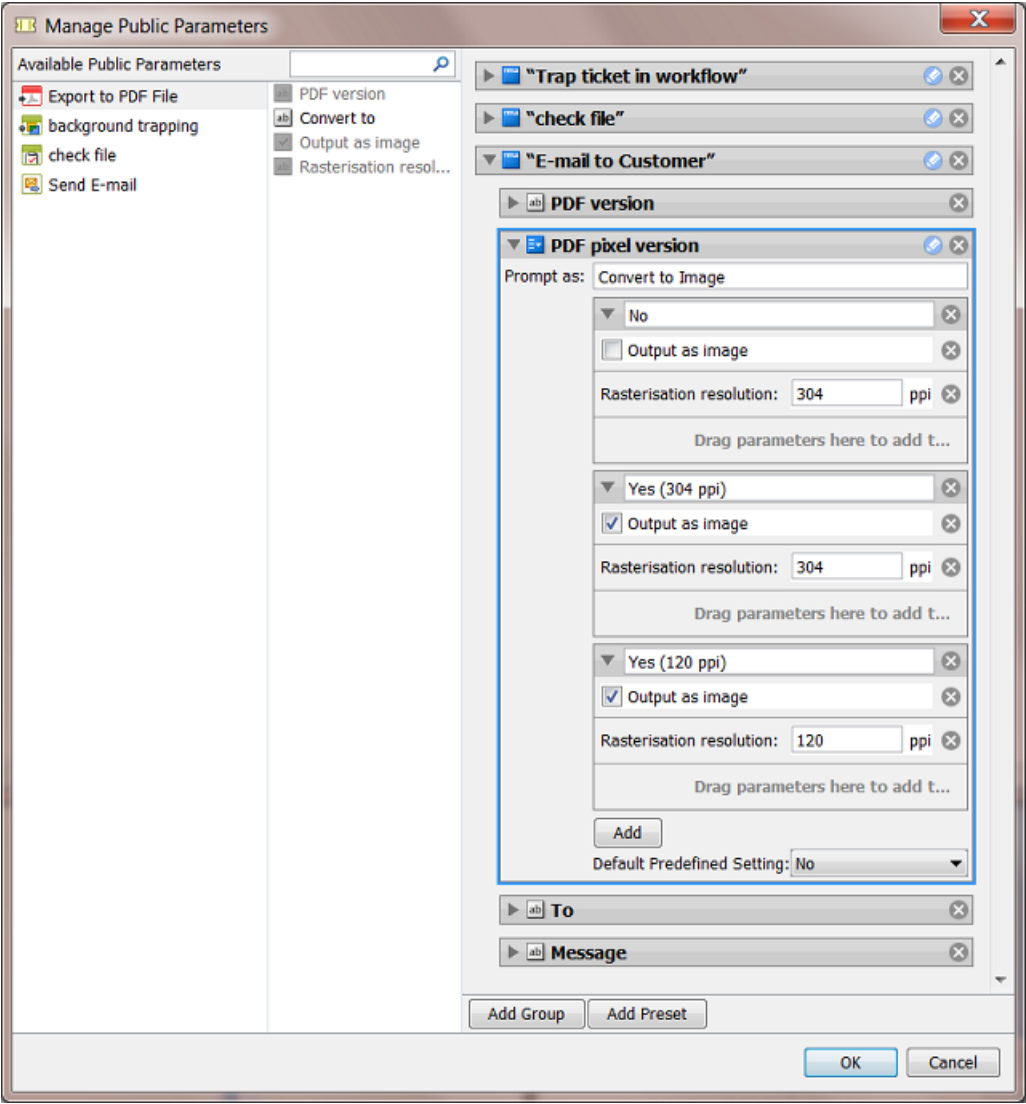 Manage Public Parameters
Available Public Parameters
Export to PDF File
background trapping
check file
Send E-mail
PDF version
Convert to
Output as image
Rasterisation resol...
“Trap ticket in workflow”
“check file”
“E-mail to Customer”
PDF version
PDF pixel version
Prompt as: Convert to Image
No
Output as image
Rasterisation resolution: 304 ppi
Drag parameters here to add t...
Yes (304 ppi)
Output as image
Rasterisation resolution: 304 ppi
Drag parameters here to add t...
Yes (120 ppi)
Output as image
Rasterisation resolution: 120 ppi
Drag parameters here to add t...
Add
Default Predefined Setting: No
To
Message
Add Group Add Preset
OK Cancel